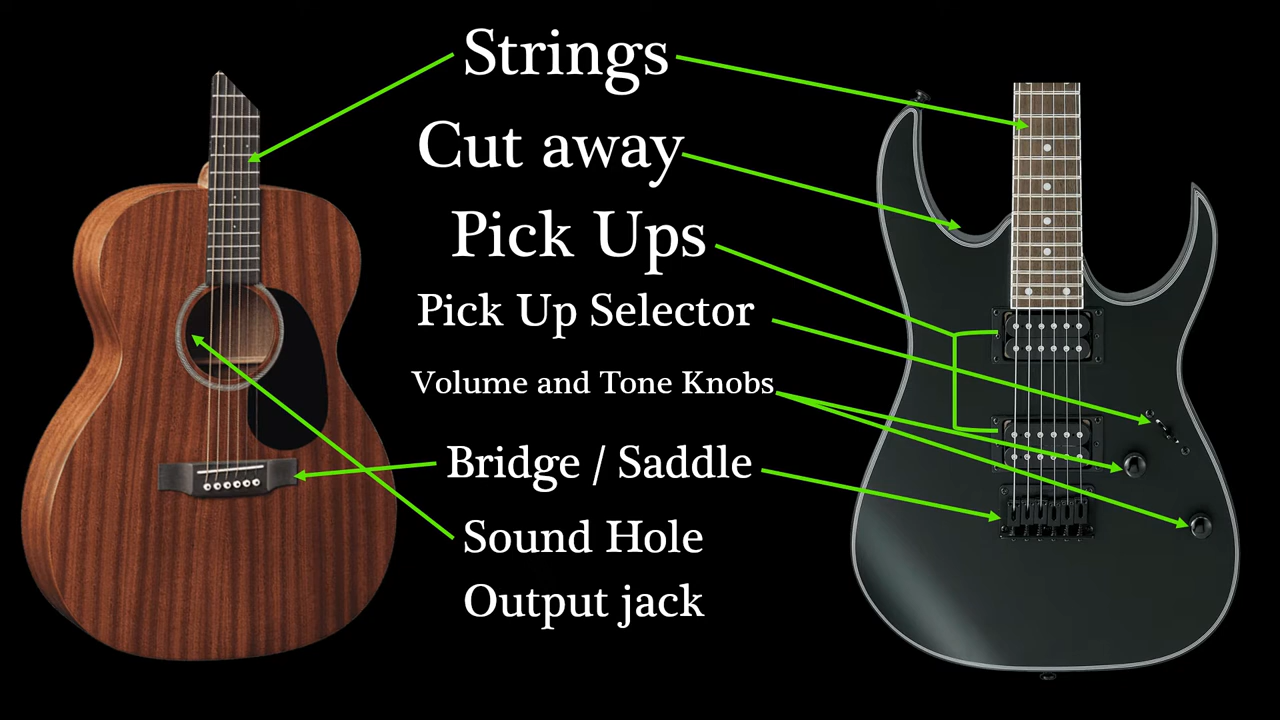 Strings
Cut away
Pick Ups
Pick Up Selector
Volume and Tone Knobs
Bridge / Saddle
Sound Hole
Output jack